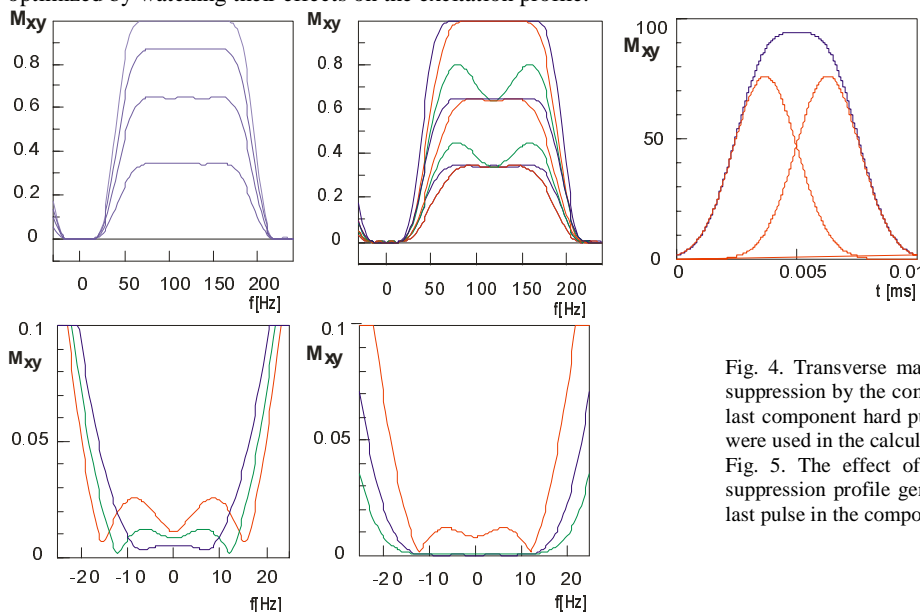 optimized by watching their effects on the excitation profile.
Mxy
0.8
0.6
0.4
0.2
0
0 50 100 150 200
f[Hz]
Mxy
0.8
0.6
0.4
0.2
0
0 50 100 150 200
f[Hz]
100
Mxy
50
0
0 0.005 0.01
t [ms]
0.1
Mxy
0.05
0
-20 -10 0 10 20
f[Hz]
0.1
Mxy
0.05
0
-20 -10 0 10 20
f[Hz]
Fig. 4. Transverse ma
suppression by the con
last component hard pu
were used in the calcul
Fig. 5. The effect of
suppression profile ger
last pulse in the compo